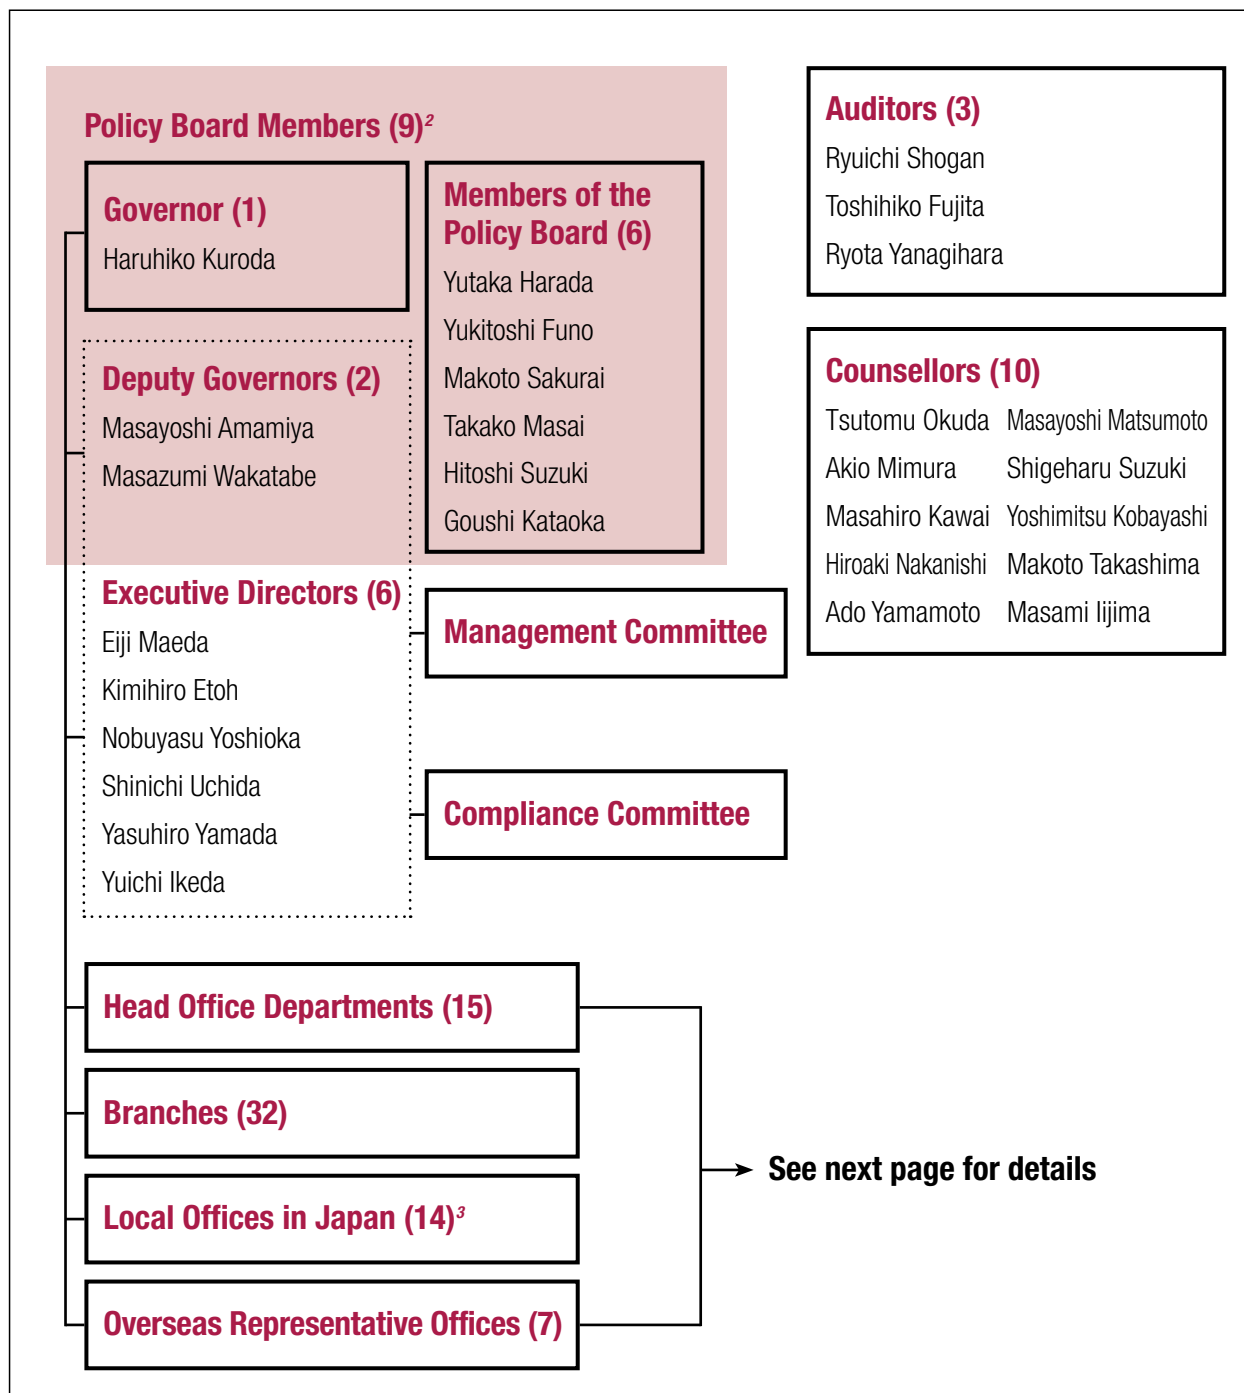 Policy Board Members (9)2
Governor (1)
Haruhiko Kuroda
Deputy Governors (2)
Masayoshi Amamiya
Masazumi Wakatabe
Members of the
Policy Board (6)
Yutaka Harada
Yukitoshi Funo
Makoto Sakurai
Takako Masai
Hitoshi Suzuki
Goushi Kataoka
Executive Directors (6)
Eiji Maeda
Kimihiro Etoh
Nobuyasu Yoshioka
Shinichi Uchida
Yasuhiro Yamada
Yuichi Ikeda
Management Committee
Compliance Committee
Auditors (3)
Ryuichi Shogan
Toshihiko Fujita
Ryota Yanagihara
Counsellors (10)
Tsutomu Okuda Masayoshi Matsumoto
Akio Mimura Shigeharu Suzuki
Masahiro Kawai Yoshimitsu Kobayashi
Hiroaki Nakanishi Makoto Takashima
Ado Yamamoto Masami Iijima
Head Office Departments (15)
Branches (32)
Local Offices in Japan (14)3
Overseas Representative Offices (7)
See next page for details